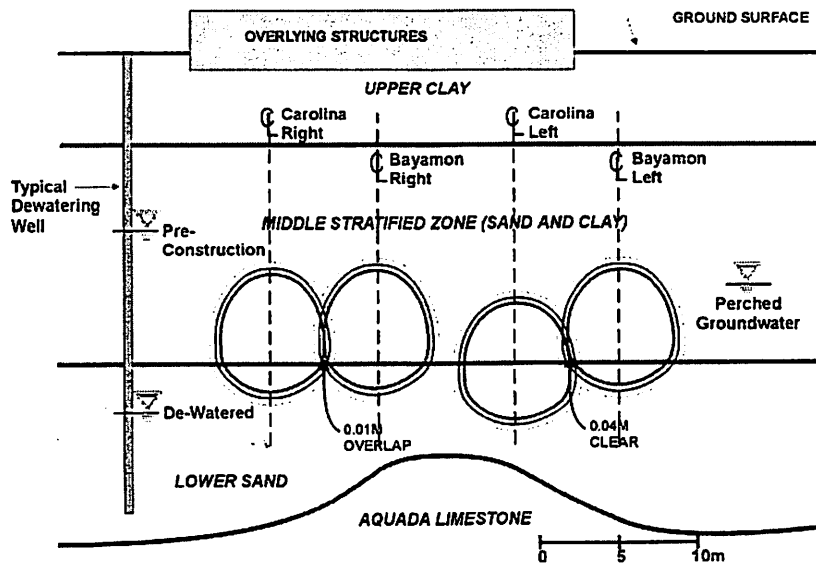 GROUND SURFACE
OVERLYING STRUCTURES
UPPER CLAY
Carolina
Right
Carolina
Left
Bayamon
Right
Bayamon
Left
Typical
Dewatering
Well
MIDDLE STRATIFIED ZONE (SAND AND CLAY)
Pre-
Construction
Perched
Groundwater
De-Watered
0.01M
OVERLAP
0.04M
CLEAR
LOWER SAND
AQUADA LIMESTONE
0 5 10m